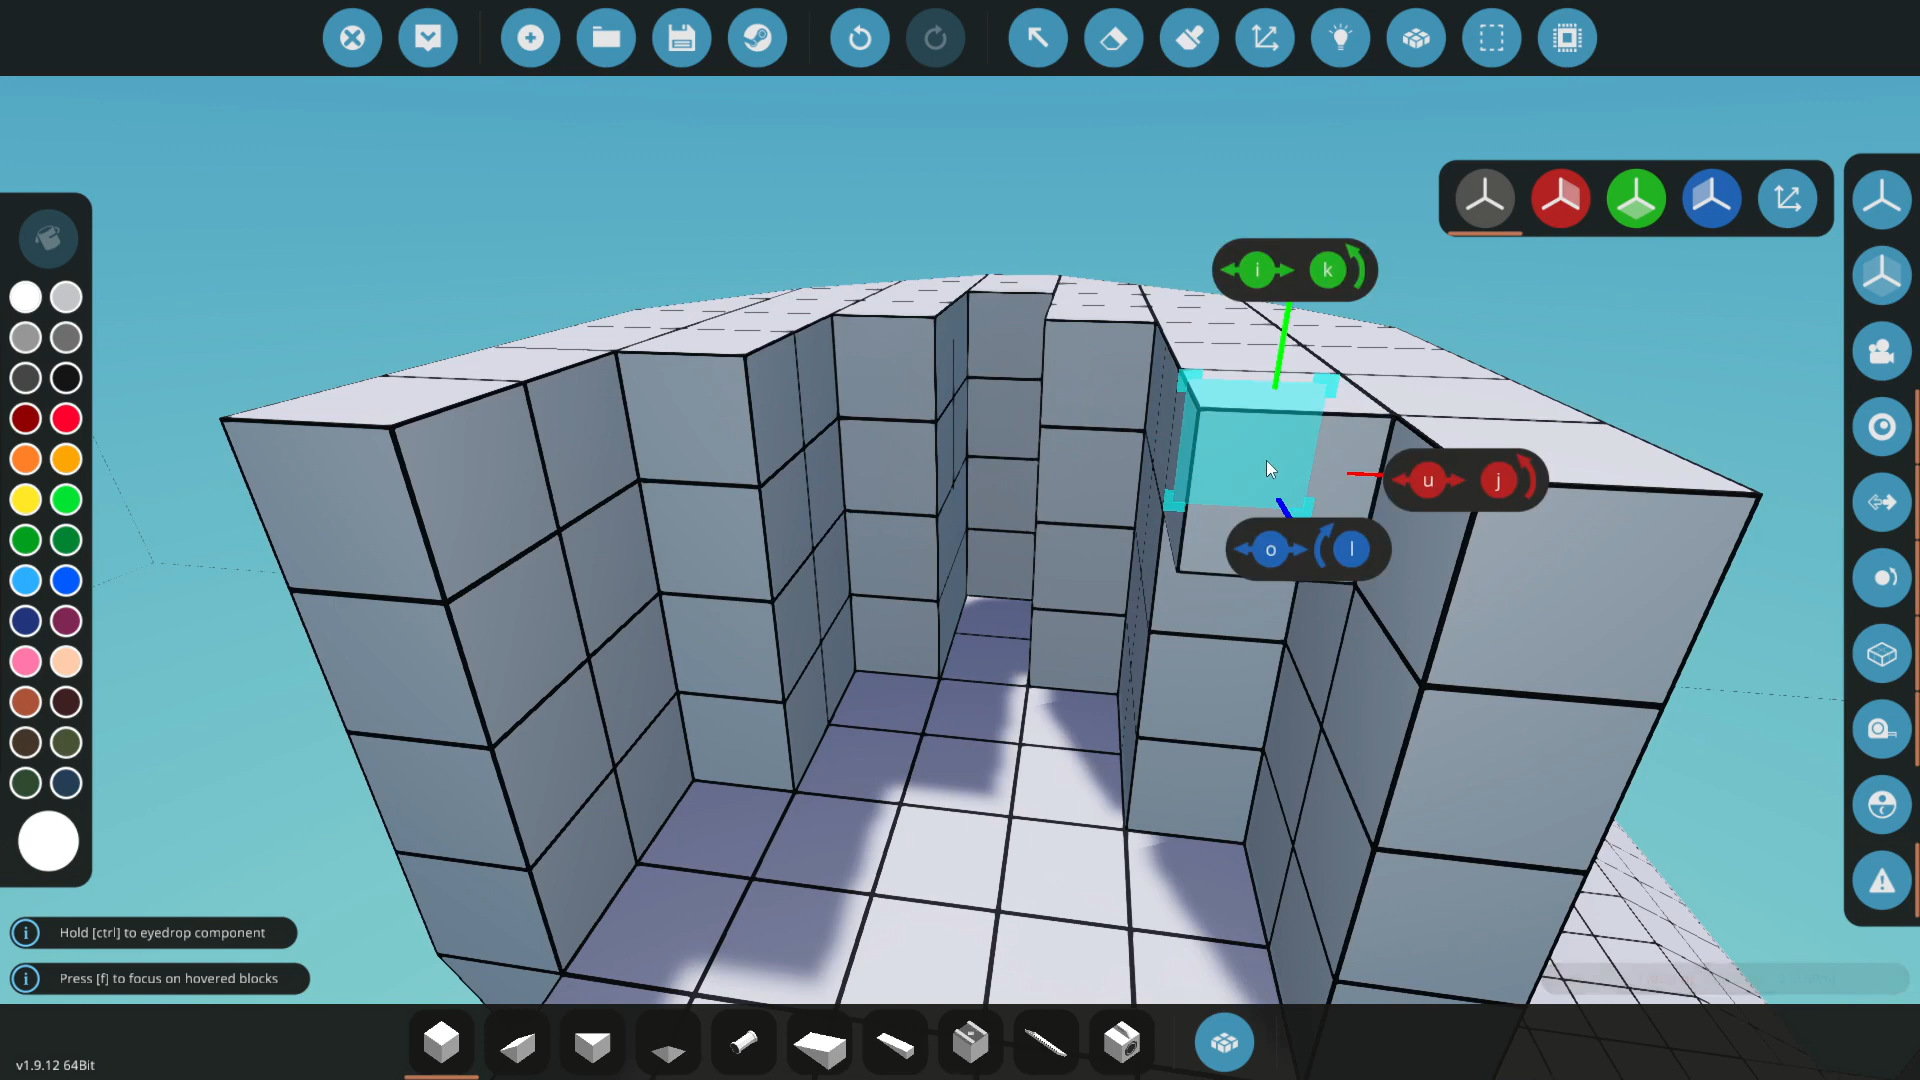 i k
u j
o l
Hold [ctrl] to eyedrop component
Press [f] to focus on hovered blocks
v1.9.12 64Bit